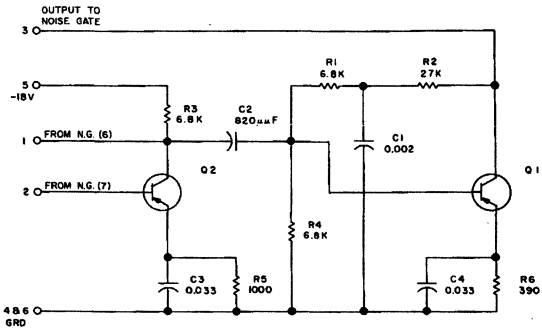 OUTPUT TO
NOISE GATE
3
5
-18V
R1
6.8K
R2
27K
R3
6.8K
C2
820µµF
1 FROM N.G. (6)
C1
0.002
Q2
Q1
2 FROM N.G. (7)
R4
6.8K
C3
0.033
R5
1000
C4
0.033
R6
390
4&6
GRD